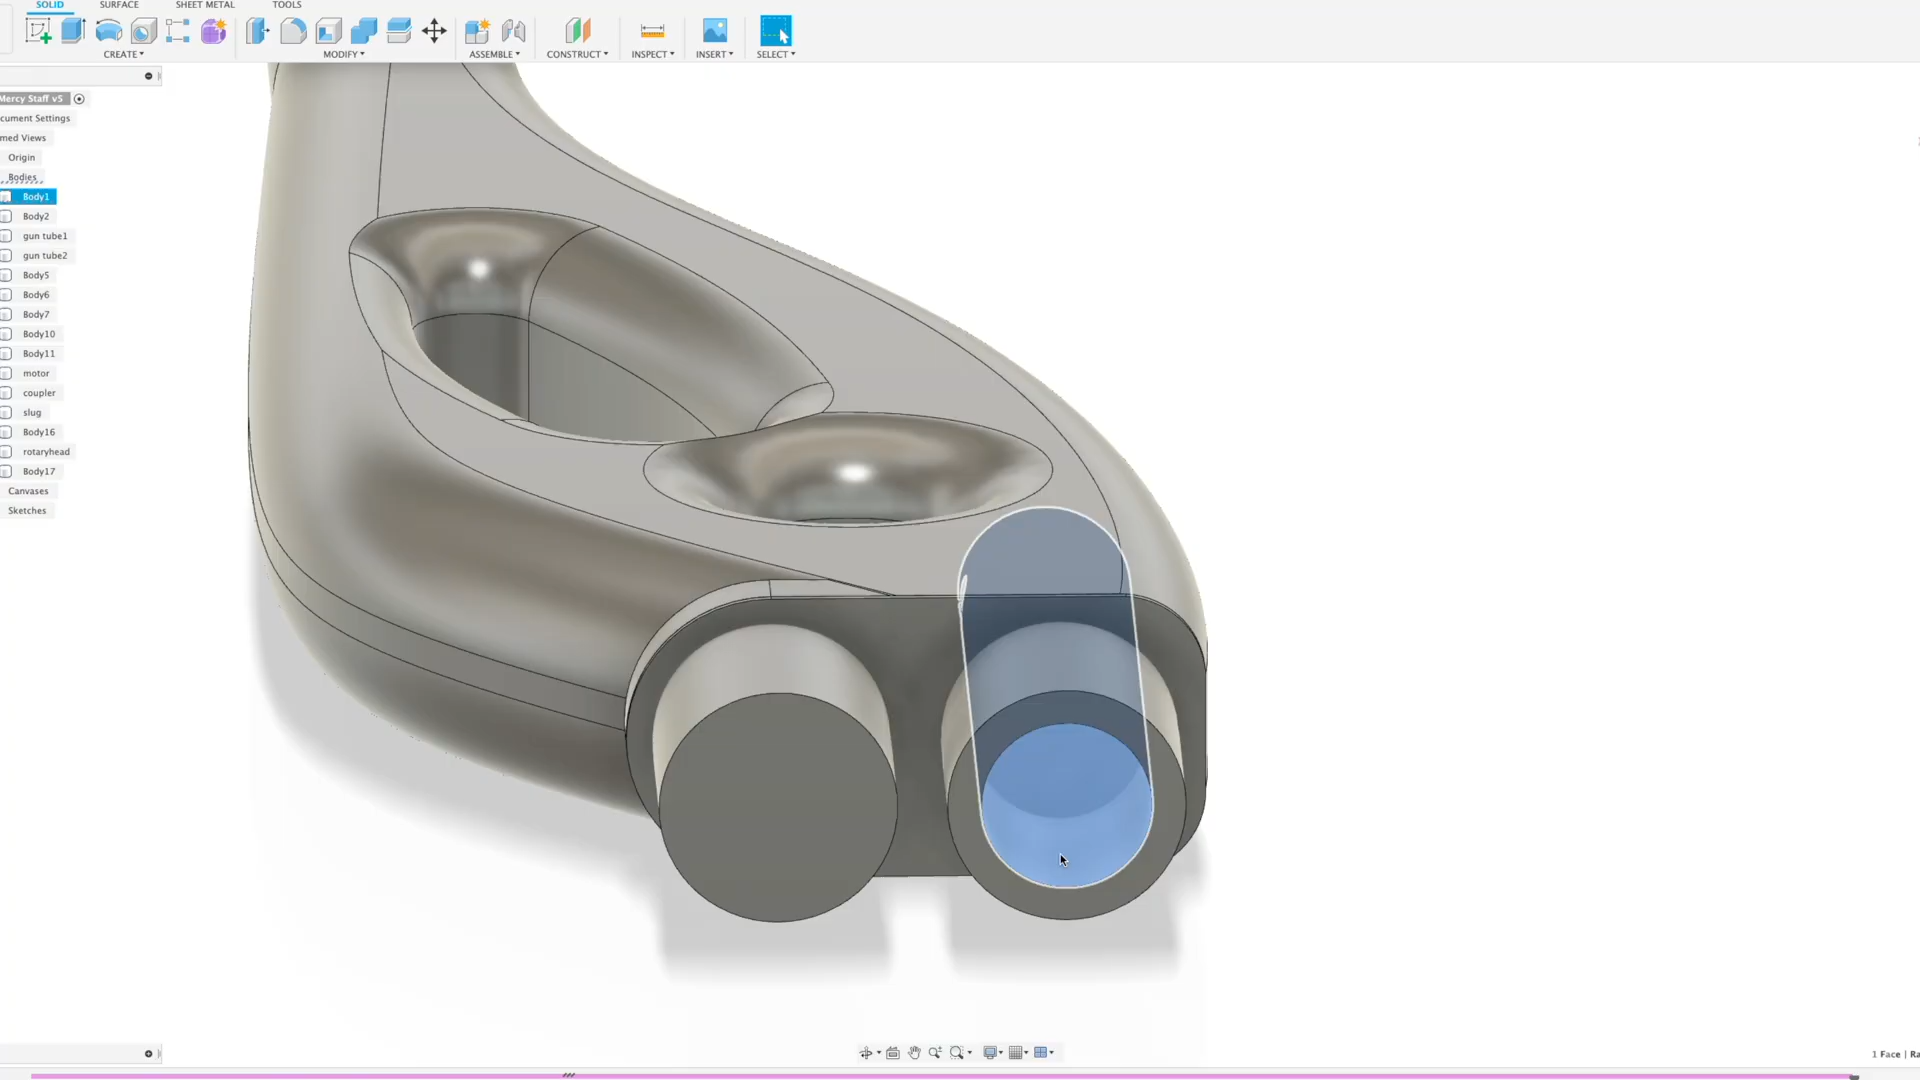 SOLID SURFACE SHEET METAL TOOLS
CREATE MODIFY ASSEMBLE CONSTRUCT INSPECT INSERT SELECT
Mercy Staff v5
cument Settings
med Views
Origin
Bodies
Body1
Body2
gun tube1
gun tube2
Body5
Body6
Body7
Body10
Body11
motor
coupler
slug
Body16
rotaryhead
Body17
Canvases
Sketches
1 Face | Ra